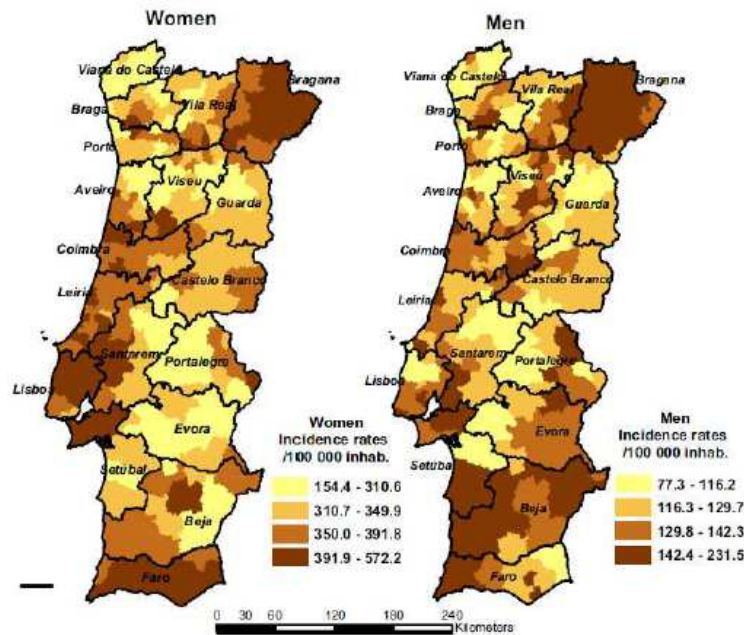 Women
Viana do Castelo
Bragana
Braga
Vila Real
Porto
Aveiro
Viseu
Guarda
Coimbra
Castelo Branco
Leiria
Santarem
Portalegre
Lisboa
Evora
Setubal
Beja
Faro
Women
Incidence rates
/100 000 inhab.
154.4 - 310.6
310.7 - 349.9
350.0 - 391.8
391.9 - 572.2
Men
Viana do Castelo
Bragana
Vila Real
Braga
Porto
Viseu
Aveiro
Guarda
Coimbra
Castelo Branco
Leiria
Santarem
Portalegre
Lisboa
Evora
Setubal
Beja
Faro
Men
Incidence rates
/100 000 inhab.
77.3 - 116.2
116.3 - 129.7
129.8 - 142.3
142.4 - 231.5
0 30 60 120 180 240
Kilometers